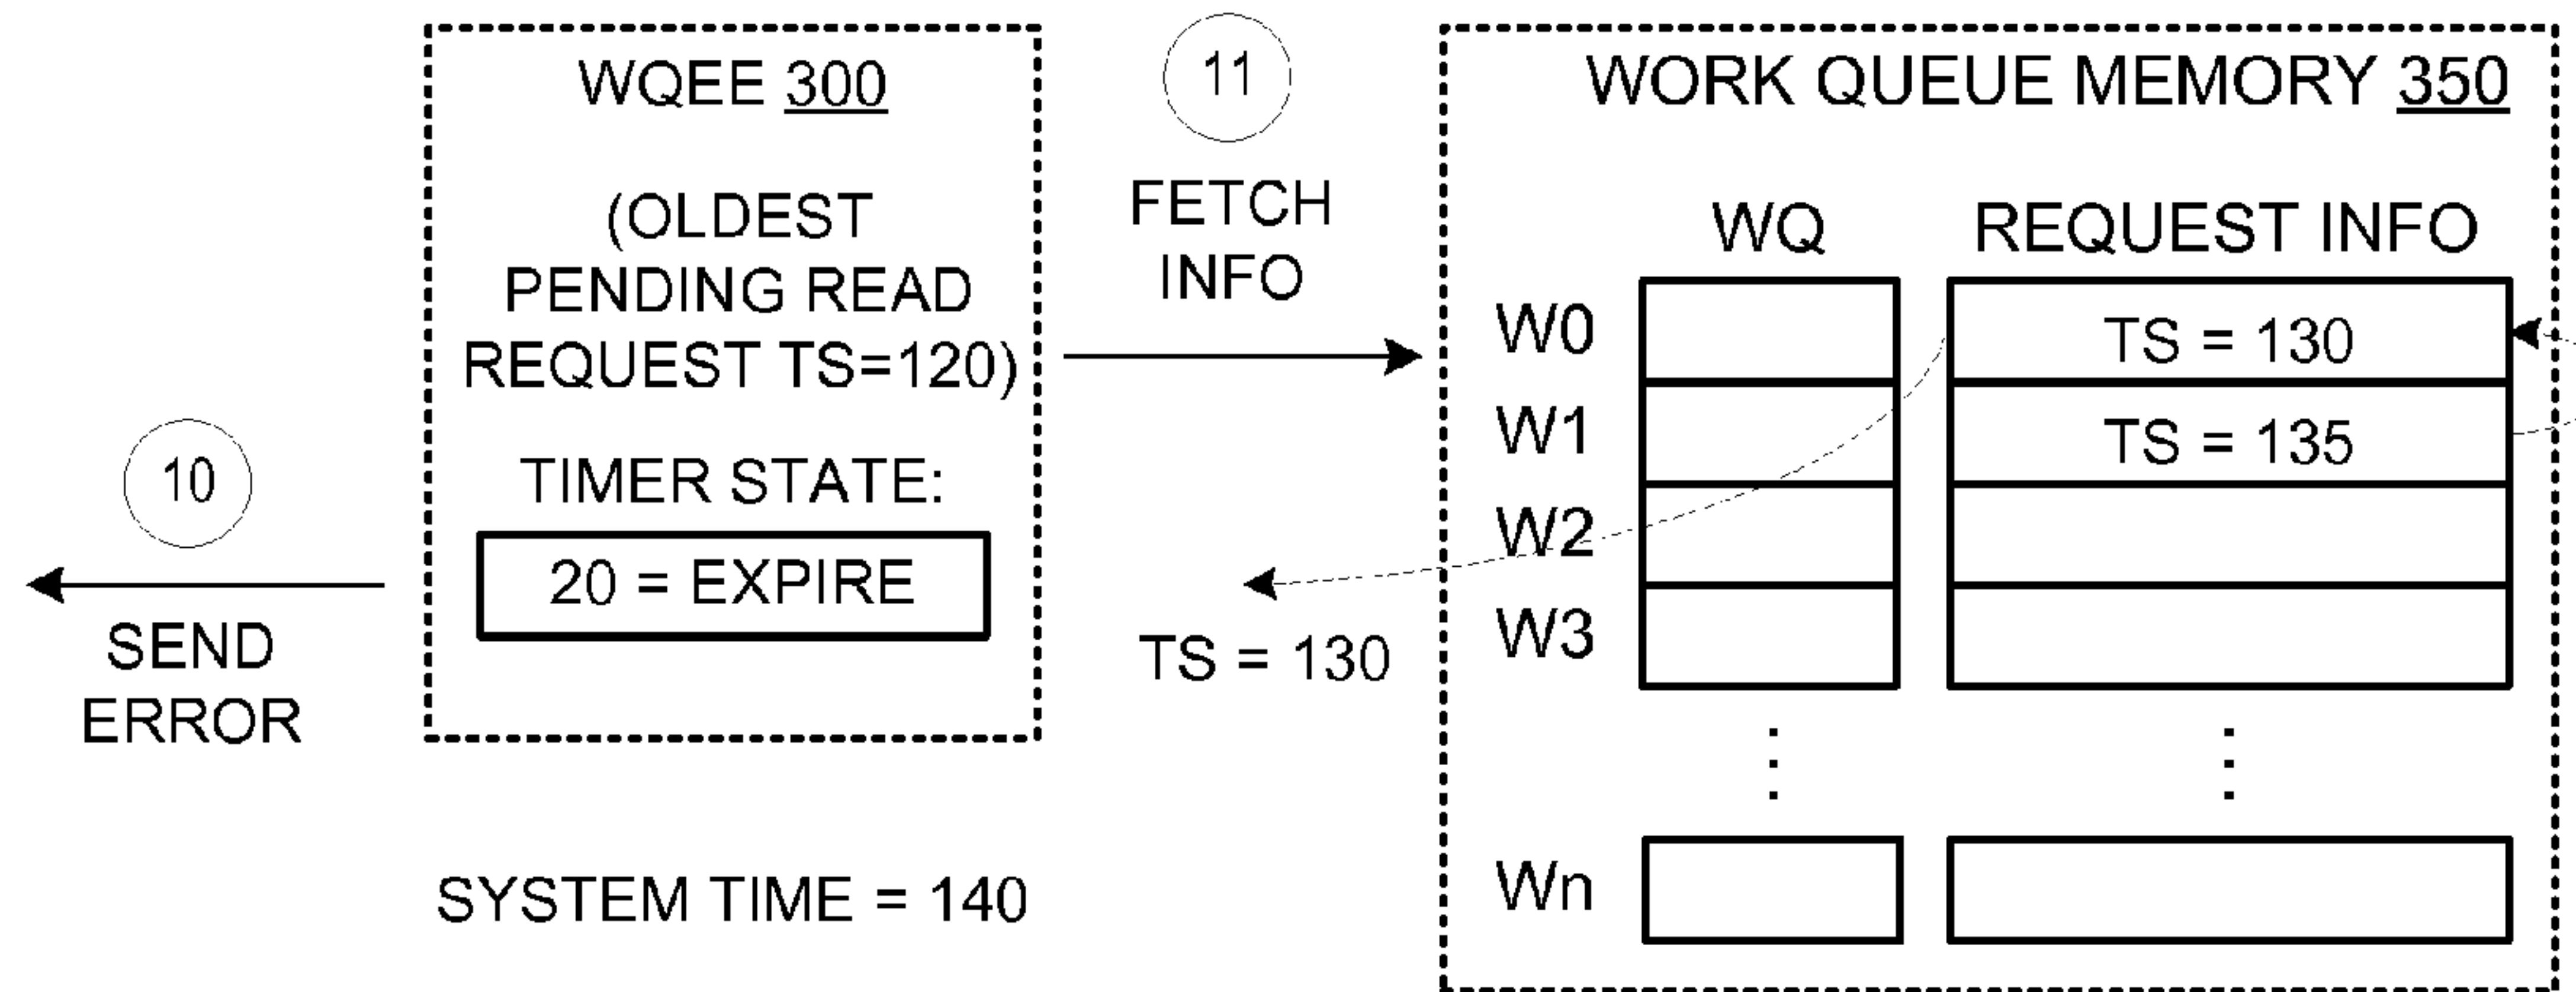 WQEE 300
(OLDEST
PENDING READ
REQUEST TS=120)
TIMER STATE:
20 = EXPIRE
10
SEND
ERROR
SYSTEM TIME = 140
11
FETCH
INFO
TS = 130
WORK QUEUE MEMORY 350
WQ REQUEST INFO
W0 TS = 130
W1 TS = 135
W2
W3
Wn